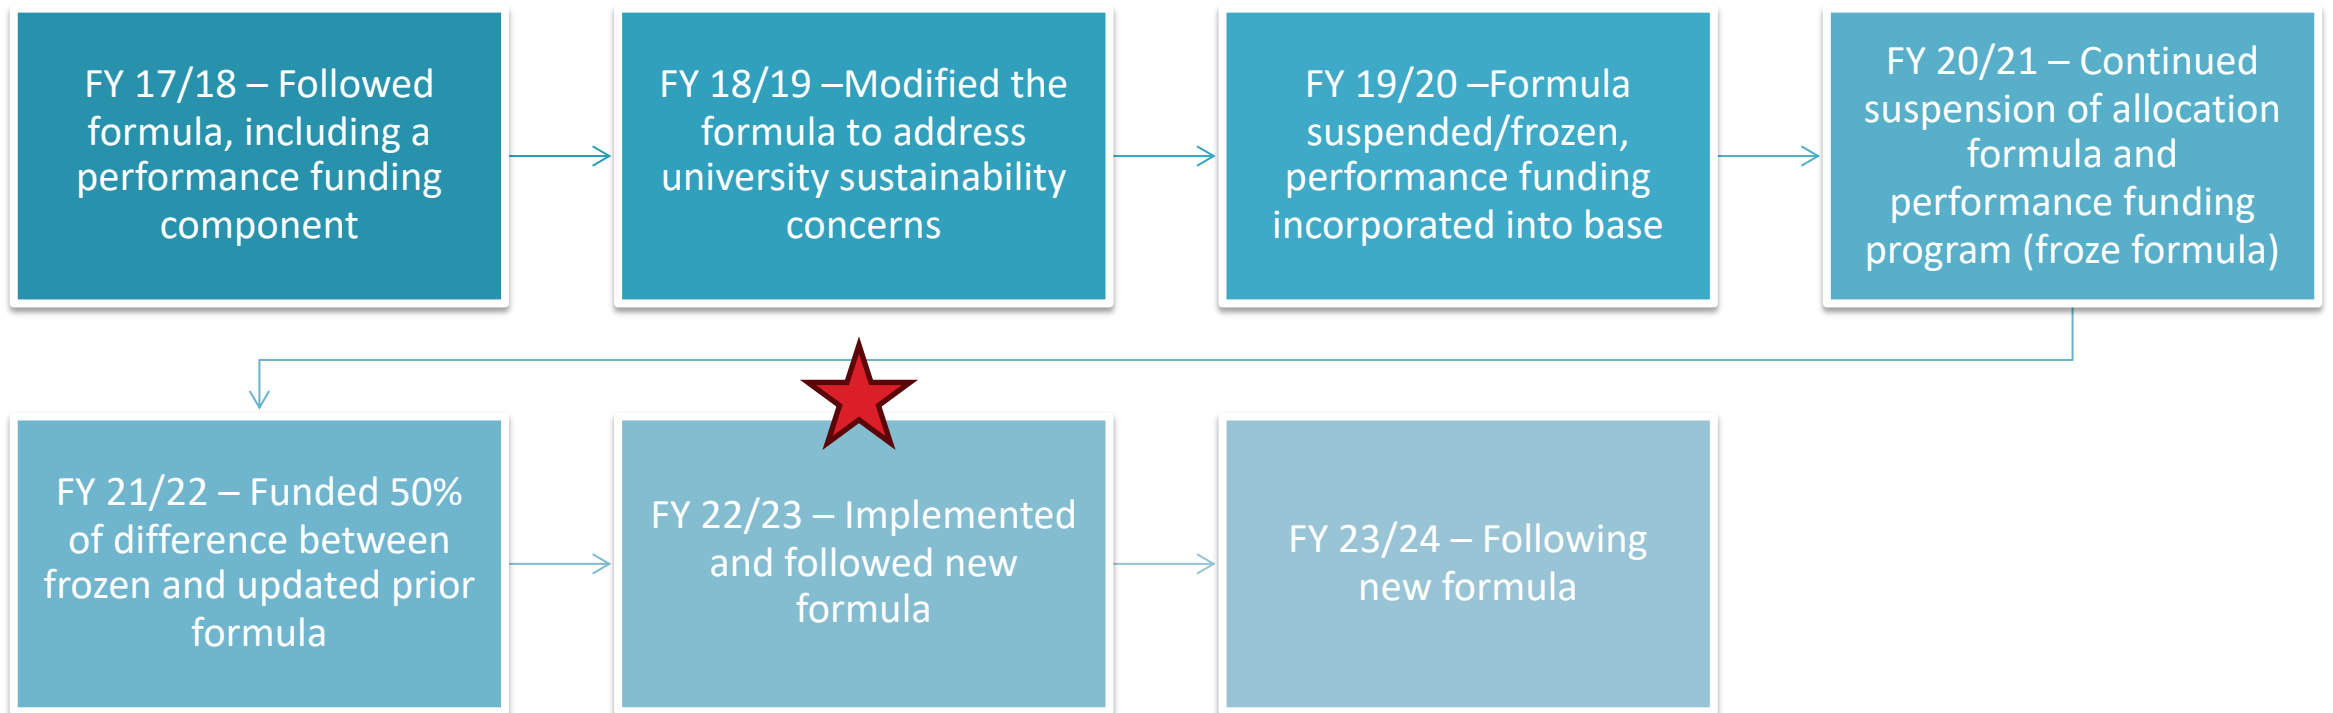 FY 17/18 – Followed
formula, including a
performance funding
component
FY 18/19 –Modified the
formula to address
university sustainability
concerns
FY 19/20 –Formula
suspended/frozen,
performance funding
incorporated into base
FY 20/21 – Continued
suspension of allocation
formula and
performance funding
program (froze formula)
FY 21/22 – Funded 50%
of difference between
frozen and updated prior
formula
FY 22/23 – Implemented
and followed new
formula
FY 23/24 – Following
new formula